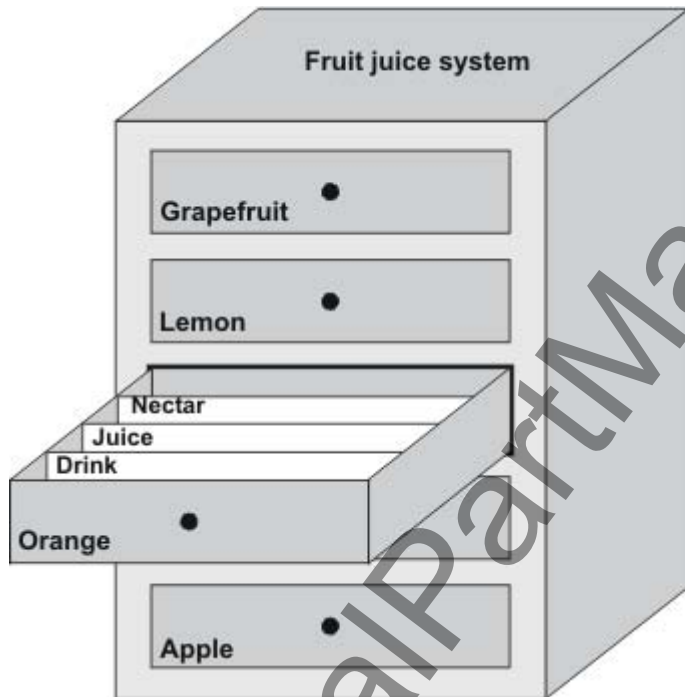 Fruit juice system
Grapefruit
Lemon
Nectar
Juice
Drink
Orange
Apple